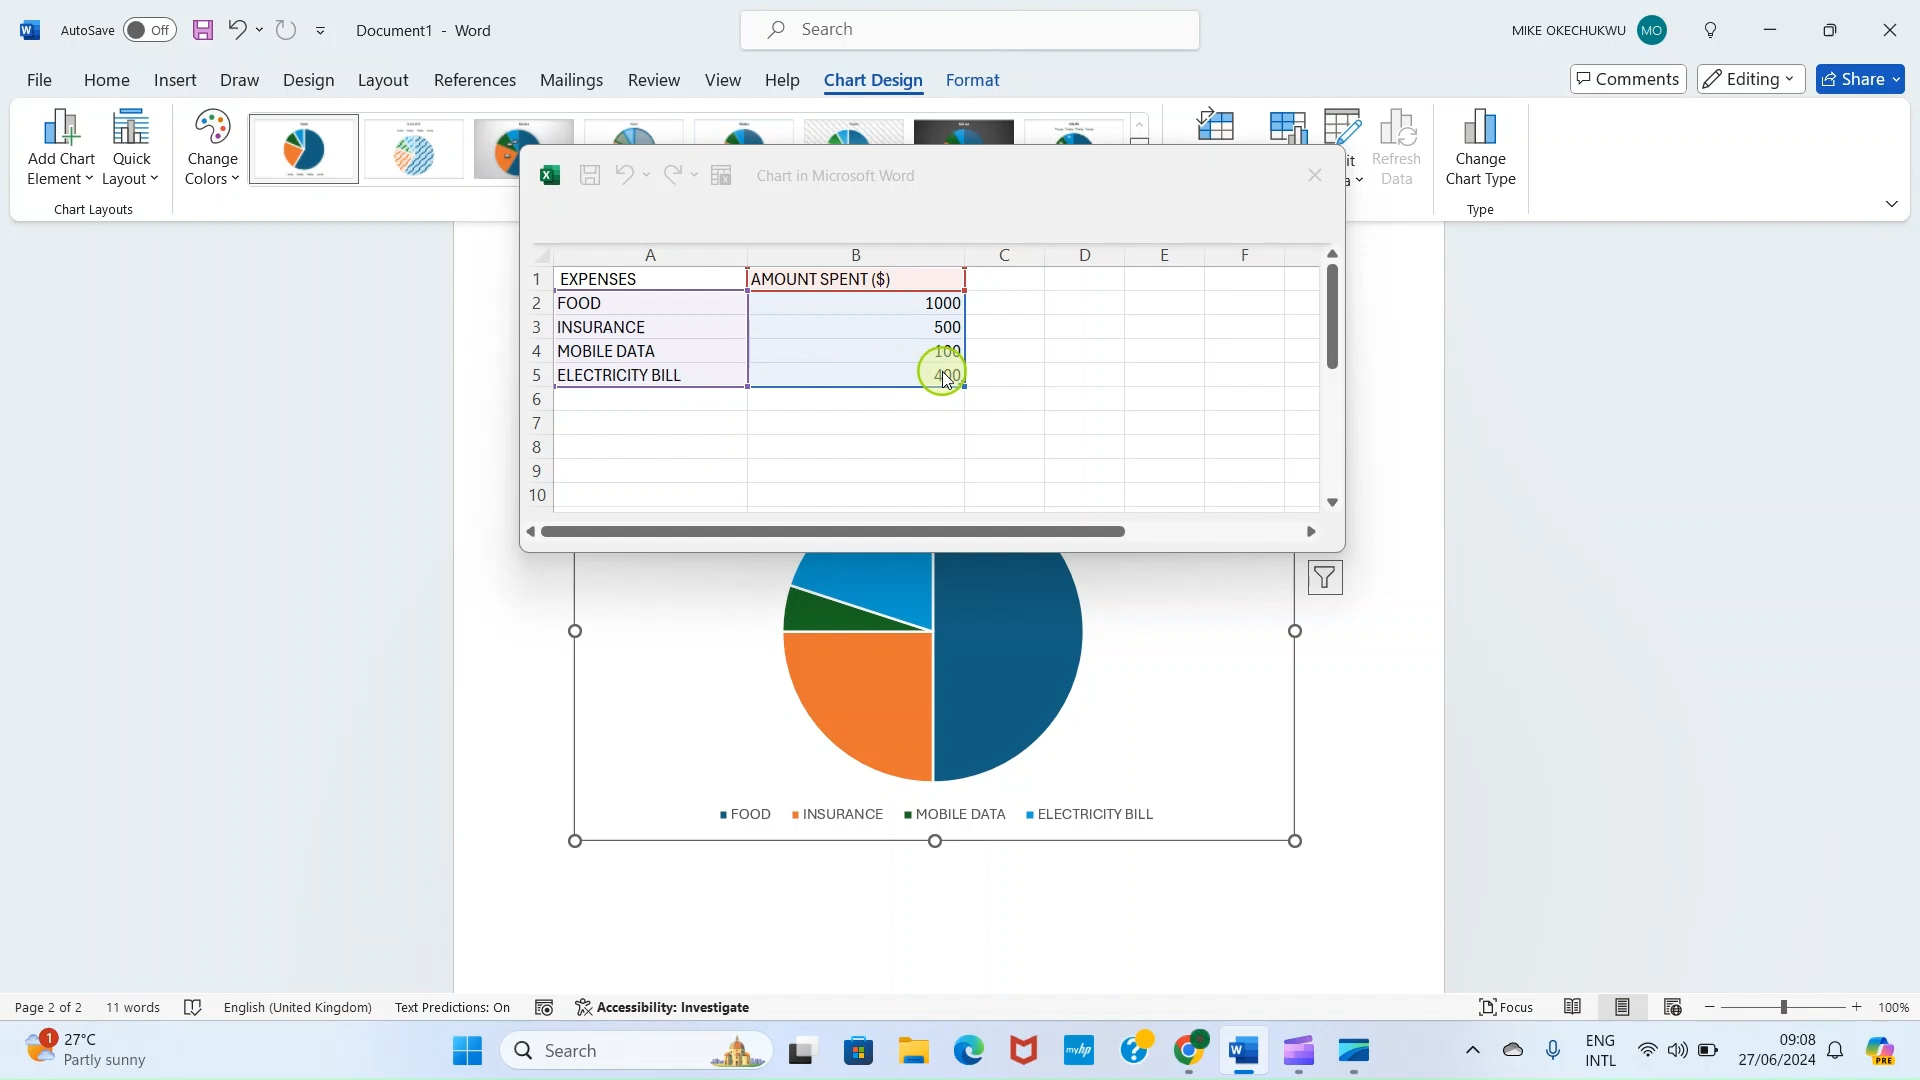 AutoSave Off Document1 - Word Search MIKE OKECHUKWU MO
File Home Insert Draw Design Layout References Mailings Review View Help Chart Design Format Comments Editing Share
Add Chart Element Quick Layout Change Colors Refresh Data Change Chart Type
Chart Layouts Type
Chart in Microsoft Word
A B C D E F
1 EXPENSES AMOUNT SPENT ($)
2 FOOD 1000
3 INSURANCE 500
4 MOBILE DATA 100
5 ELECTRICITY BILL 400
6
7
8
9
10
FOOD INSURANCE MOBILE DATA ELECTRICITY BILL
Page 2 of 2 11 words English (United Kingdom) Text Predictions: On Accessibility: Investigate Focus 100%
1 27°C Partly sunny Search myhp ENG INTL 09:08 27/06/2024 PRE